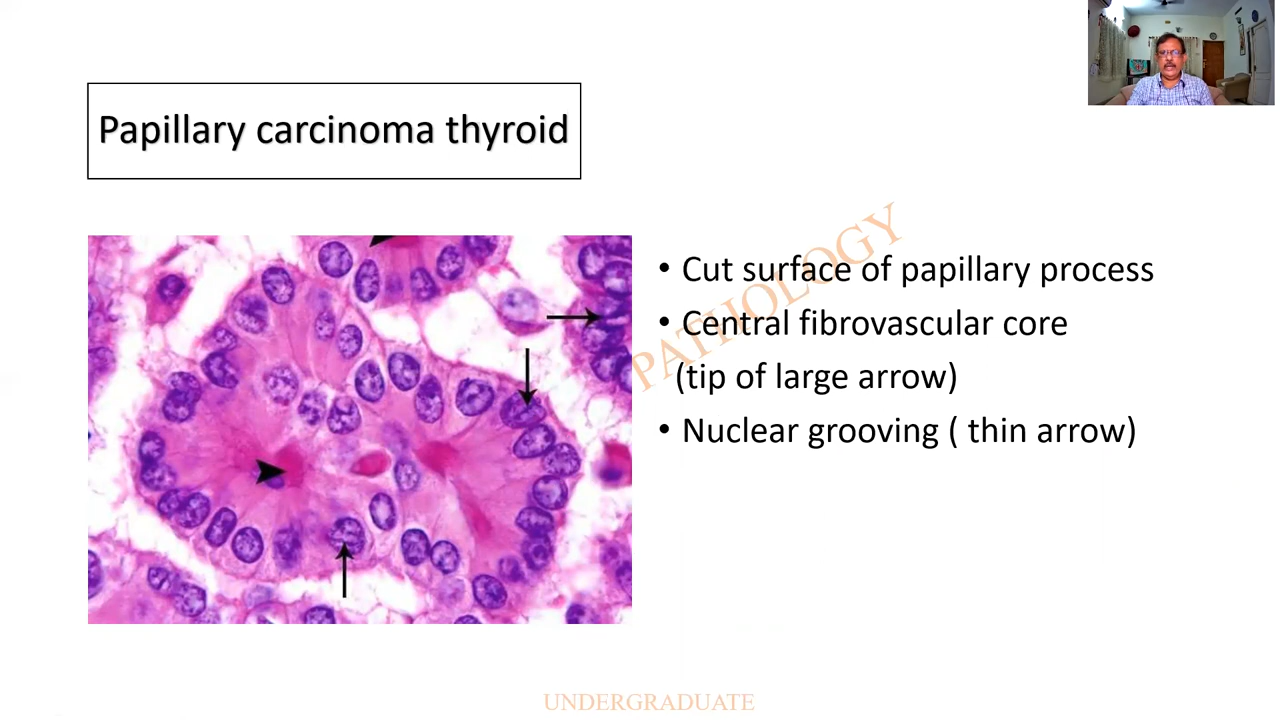 Papillary carcinoma thyroid
• Cut surface of papillary process
• Central fibrovascular core
(tip of large arrow)
• Nuclear grooving ( thin arrow)
PATHOLOGY
UNDERGRADUATE